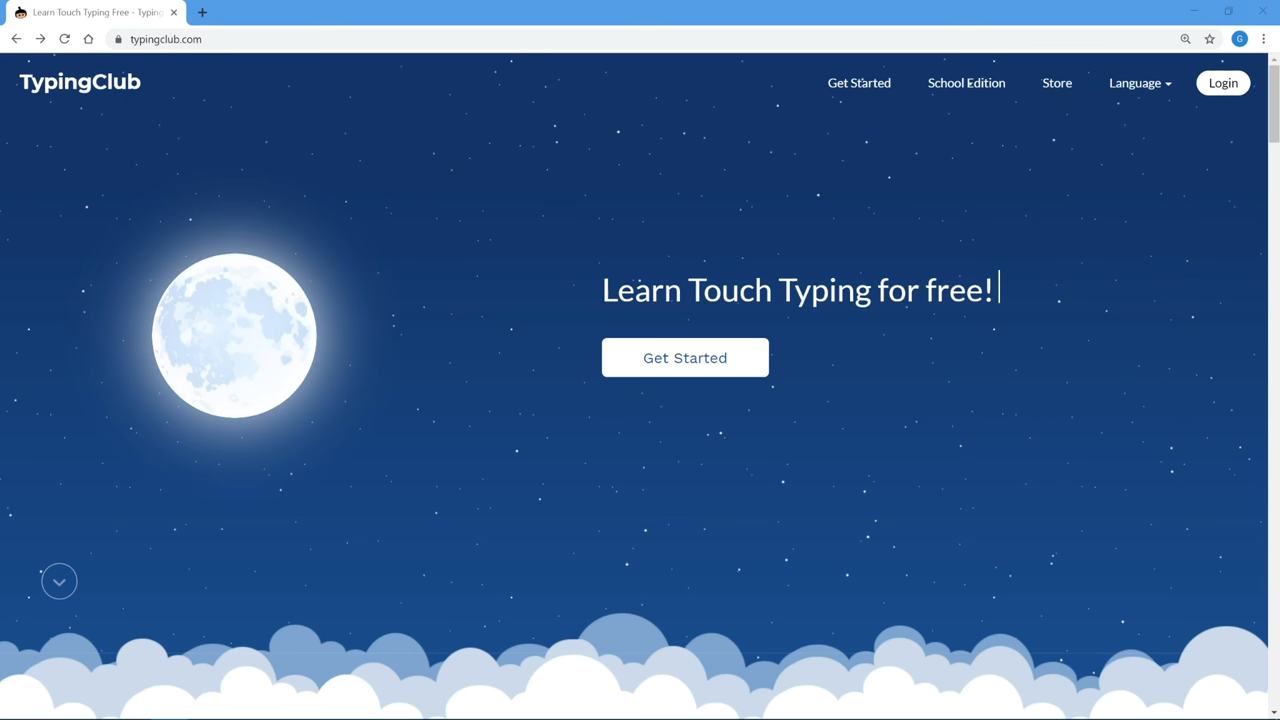 Learn Touch Typing Free - Typing
typingclub.com
G
TypingClub
Get Started
School Edition
Store
Language
Login
Learn Touch Typing for free!
Get Started